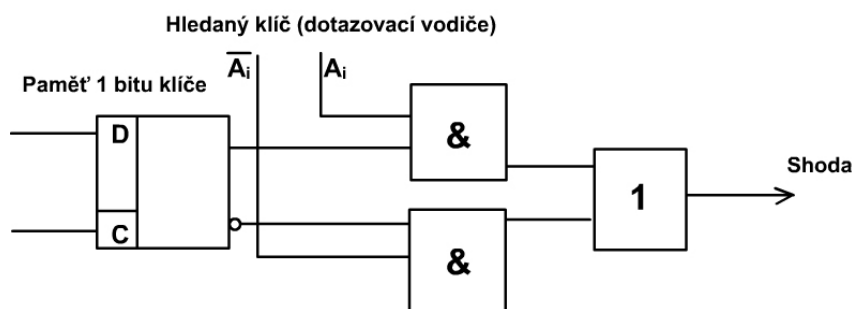 Hledaný klíč (dotazovací vodiče)
A̅i Ai
Paměť 1 bitu klíče
D
&
Shoda
1
C
&